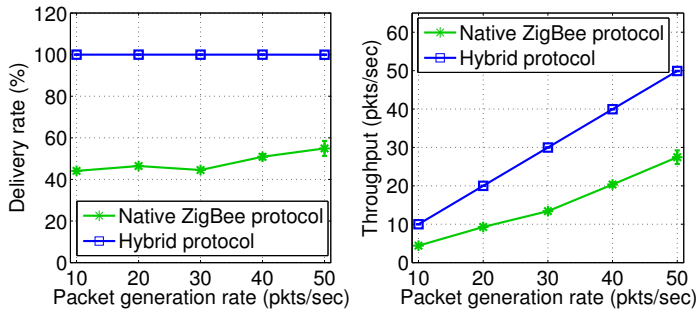 120
100
80
60
40
20
0
Delivery rate (%)
Native ZigBee protocol
Hybrid protocol
10 20 30 40 50
Packet generation rate (pkts/sec)
60
50
40
30
20
10
0
Throughput (pkts/sec)
Native ZigBee protocol
Hybrid protocol
10 20 30 40 50
Packet generation rate (pkts/sec)